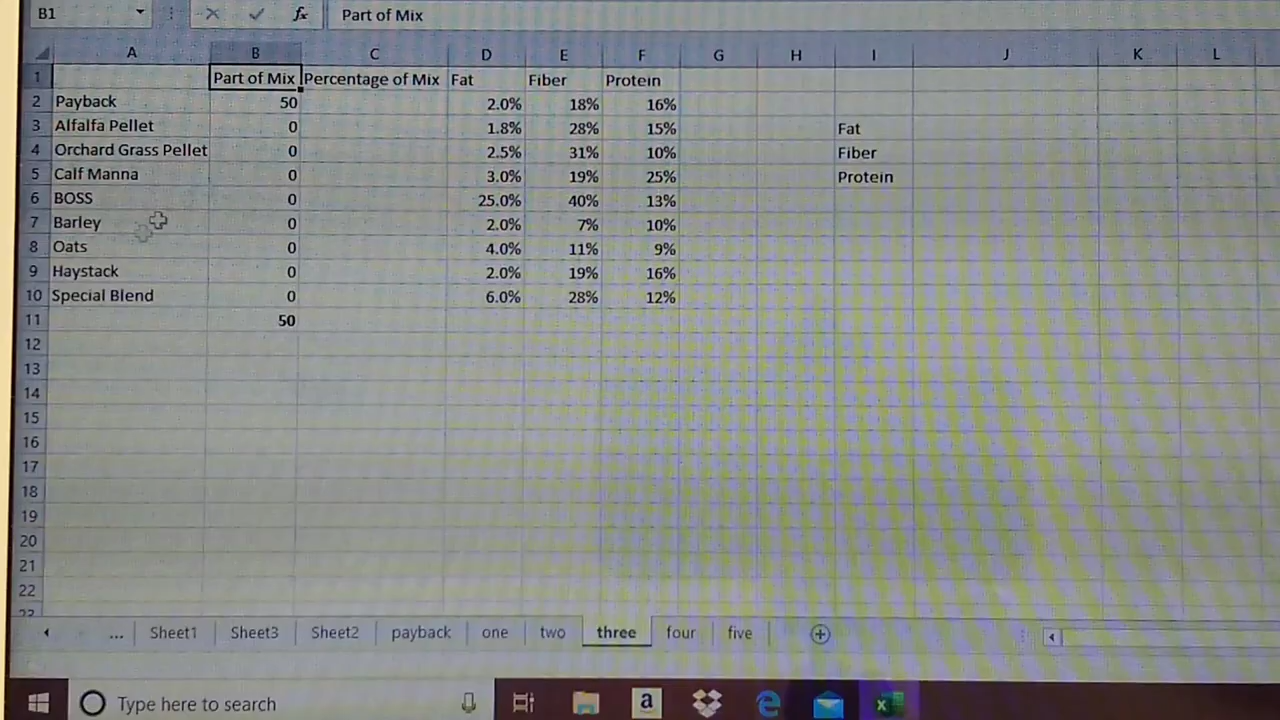 B1 fx Part of Mix
A B C D E F G H I J K L
1 Part of Mix Percentage of Mix Fat Fiber Protein
2 Payback 50 2.0% 18% 16%
3 Alfalfa Pellet 0 1.8% 28% 15% Fat
4 Orchard Grass Pellet 0 2.5% 31% 10% Fiber
5 Calf Manna 0 3.0% 19% 25% Protein
6 BOSS 0 25.0% 40% 13%
7 Barley 0 2.0% 7% 10%
8 Oats 0 4.0% 11% 9%
9 Haystack 0 2.0% 19% 16%
10 Special Blend 0 6.0% 28% 12%
11 50
12
13
14
15
16
17
18
19
20
21
22
23
... Sheet1 Sheet3 Sheet2 payback one two three four five
Type here to search a e x